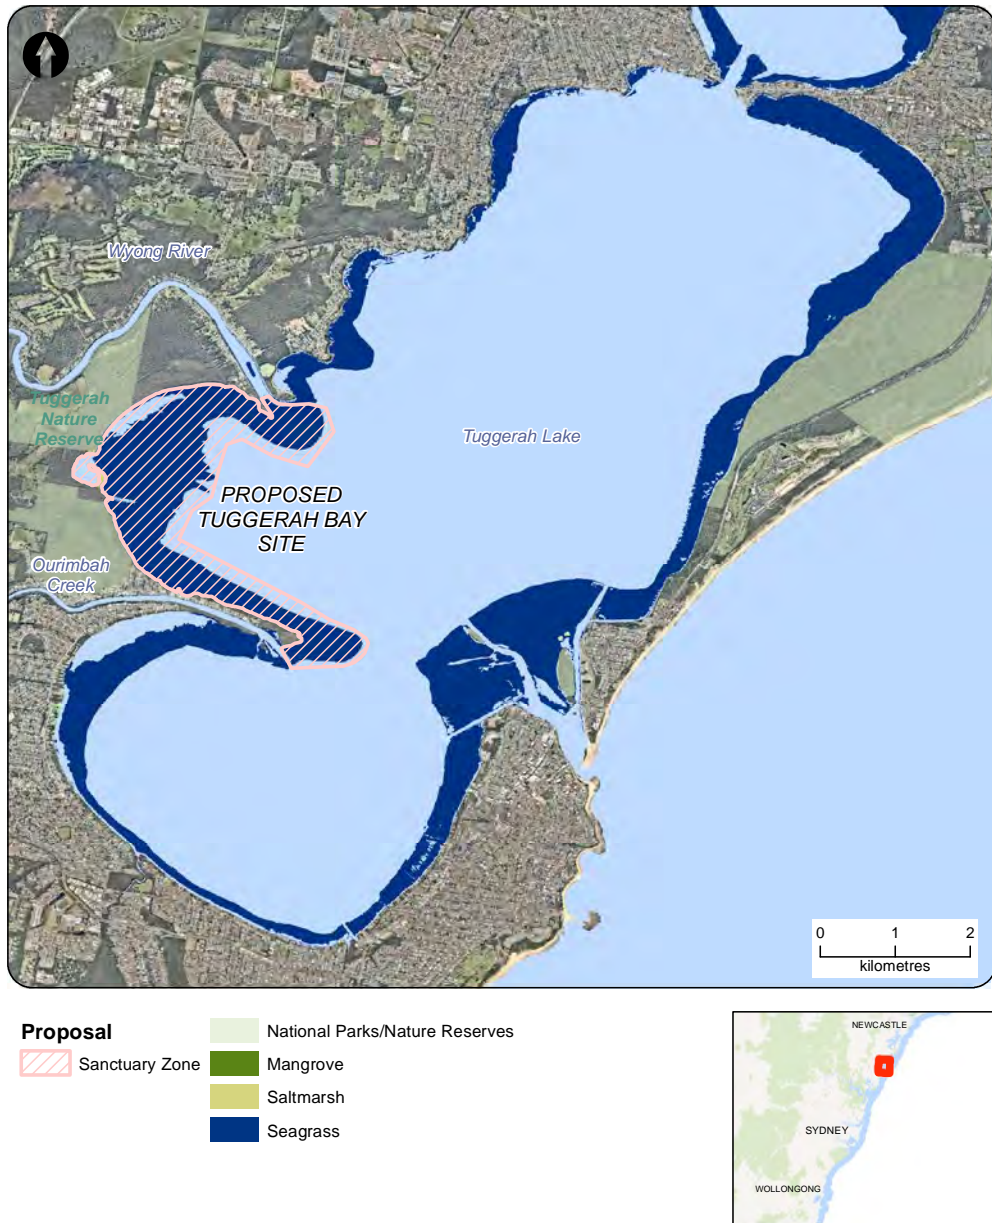 Wyong River
Tuggerah
Nature
Reserve
Tuggerah Lake
PROPOSED
TUGGERAH BAY
SITE
Ourimbah
Creek
0 1 2
kilometres
Proposal
Sanctuary Zone
National Parks/Nature Reserves
Mangrove
Saltmarsh
Seagrass
NEWCASTLE
SYDNEY
WOLLONGONG